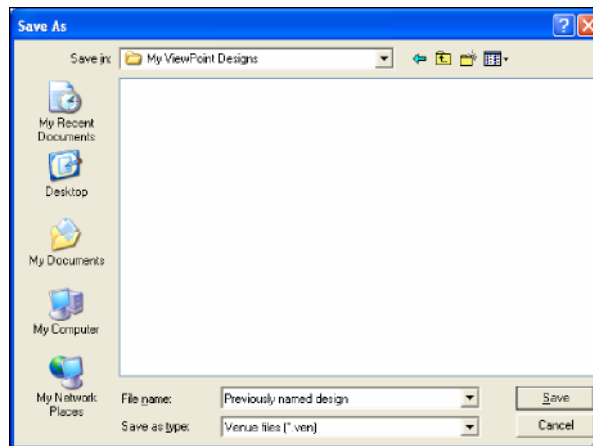 Save As
Save in: My ViewPoint Designs
My Recent
Documents
Desktop
My Documents
My Computer
My Network
Places
File name: Previously named design Save
Save as type: Venue files (*.ven) Cancel